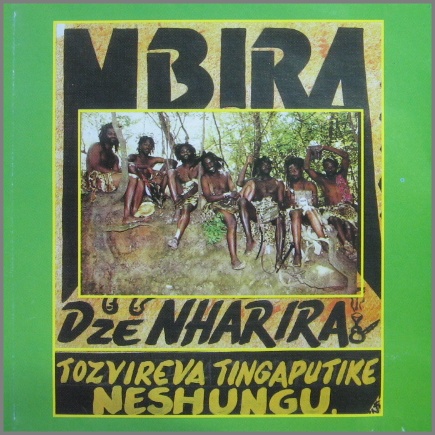 MBIRA
DZE NHARIRA
TOZVIREVA TINGAPUTIKE
NESHUNGU.